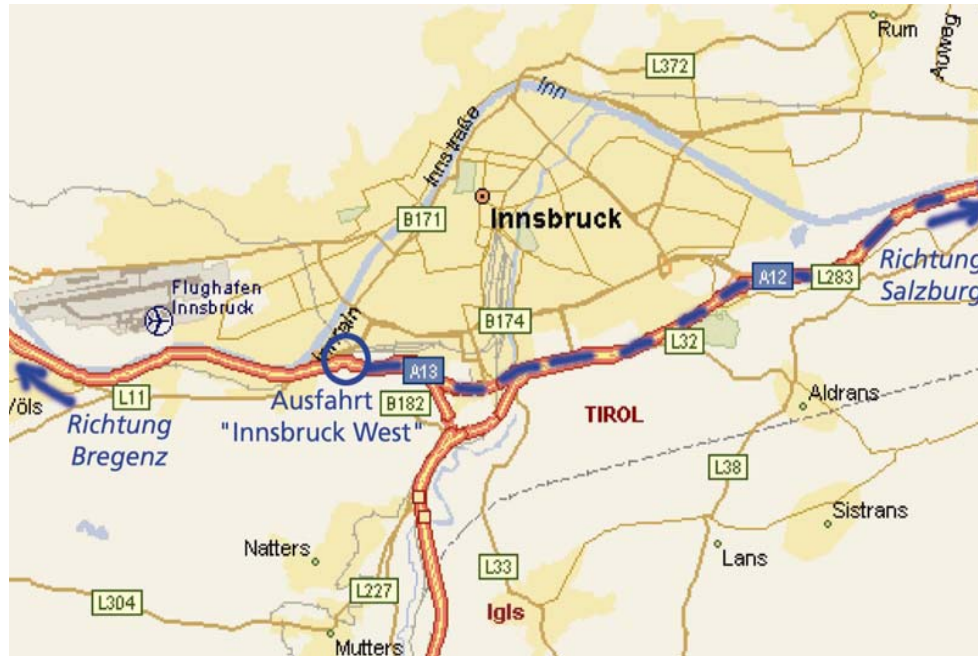 Rum
Auweg
L372
Inn
Innstraße
B171
Innsbruck
Richtung
Salzburg
A12
L283
Flughafen
Innsbruck
B174
Innrain
L32
A13
Völs
L11
B182
Ausfahrt
"Innsbruck West"
Richtung
Bregenz
TIROL
Aldrans
L38
Sistrans
Natters
Lans
L33
L227
L304
Igls
Mutters